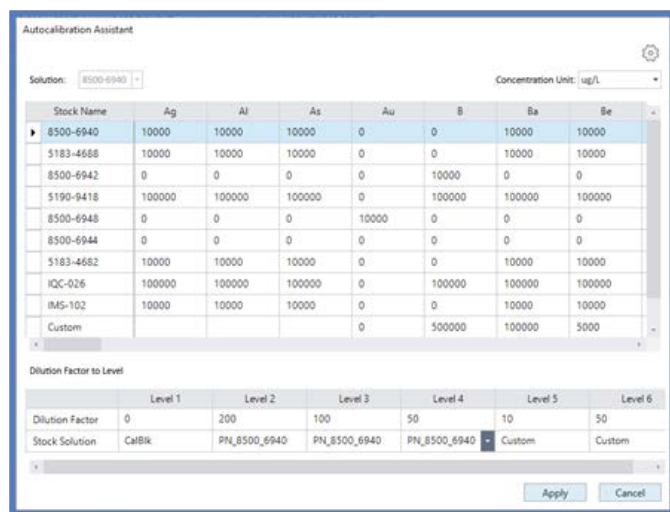 Autocalibration Assistant
Solution: 8500-6940 Concentration Unit: ug/L
Stock Name Ag Al As Au B Ba Be
8500-6940 10000 10000 10000 0 0 10000 10000
5183-4688 10000 10000 10000 0 0 10000 10000
8500-6942 0 0 0 0 10000 0 0
5190-9418 100000 100000 100000 0 100000 100000 100000
8500-6948 0 0 0 10000 0 0 0
8500-6944 0 0 0 0 0 0 0
5183-4682 10000 10000 10000 0 0 10000 10000
IQC-026 100000 100000 100000 0 100000 100000 100000
IMS-102 10000 10000 10000 0 0 10000 10000
Custom 0 500000 100000 5000
Dilution Factor to Level
Level 1 Level 2 Level 3 Level 4 Level 5 Level 6
Dilution Factor 0 200 100 50 10 50
Stock Solution CalBlk PN_8500_6940 PN_8500_6940 PN_8500_6940 Custom Custom
Apply Cancel